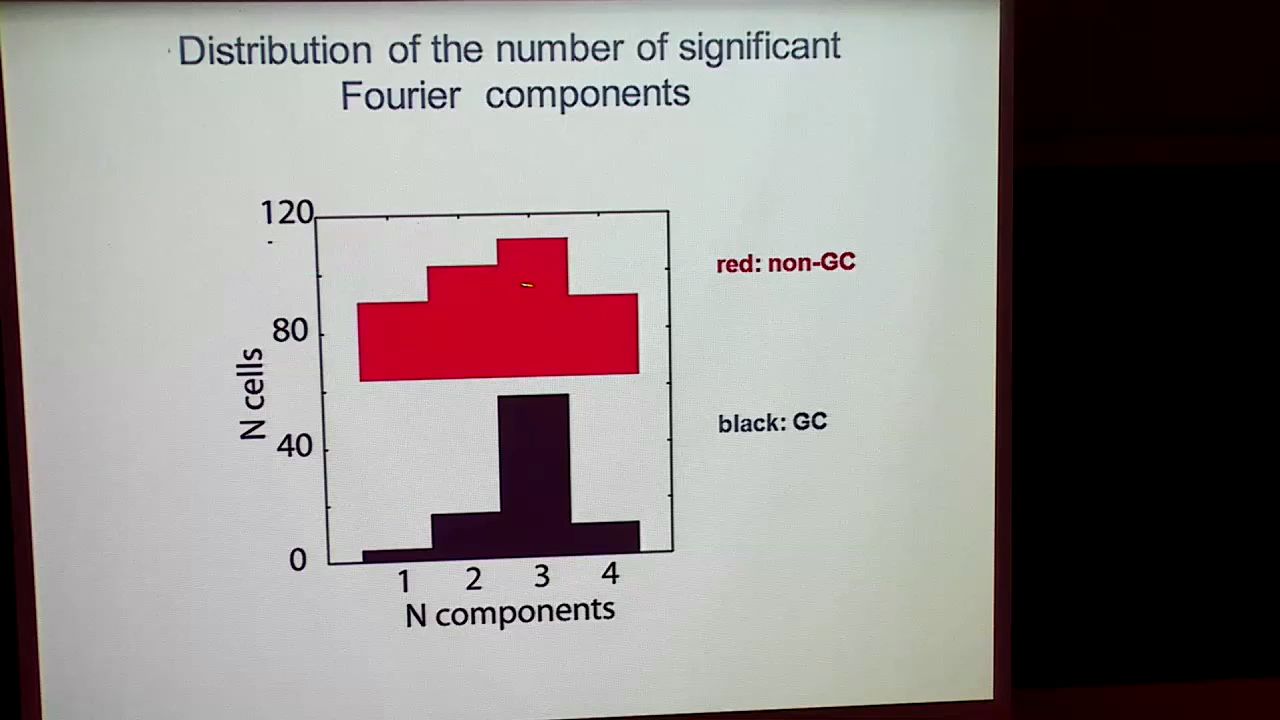 Distribution of the number of significant
Fourier components
120
80
40
0
N cells
1 2 3 4
N components
red: non-GC
black: GC